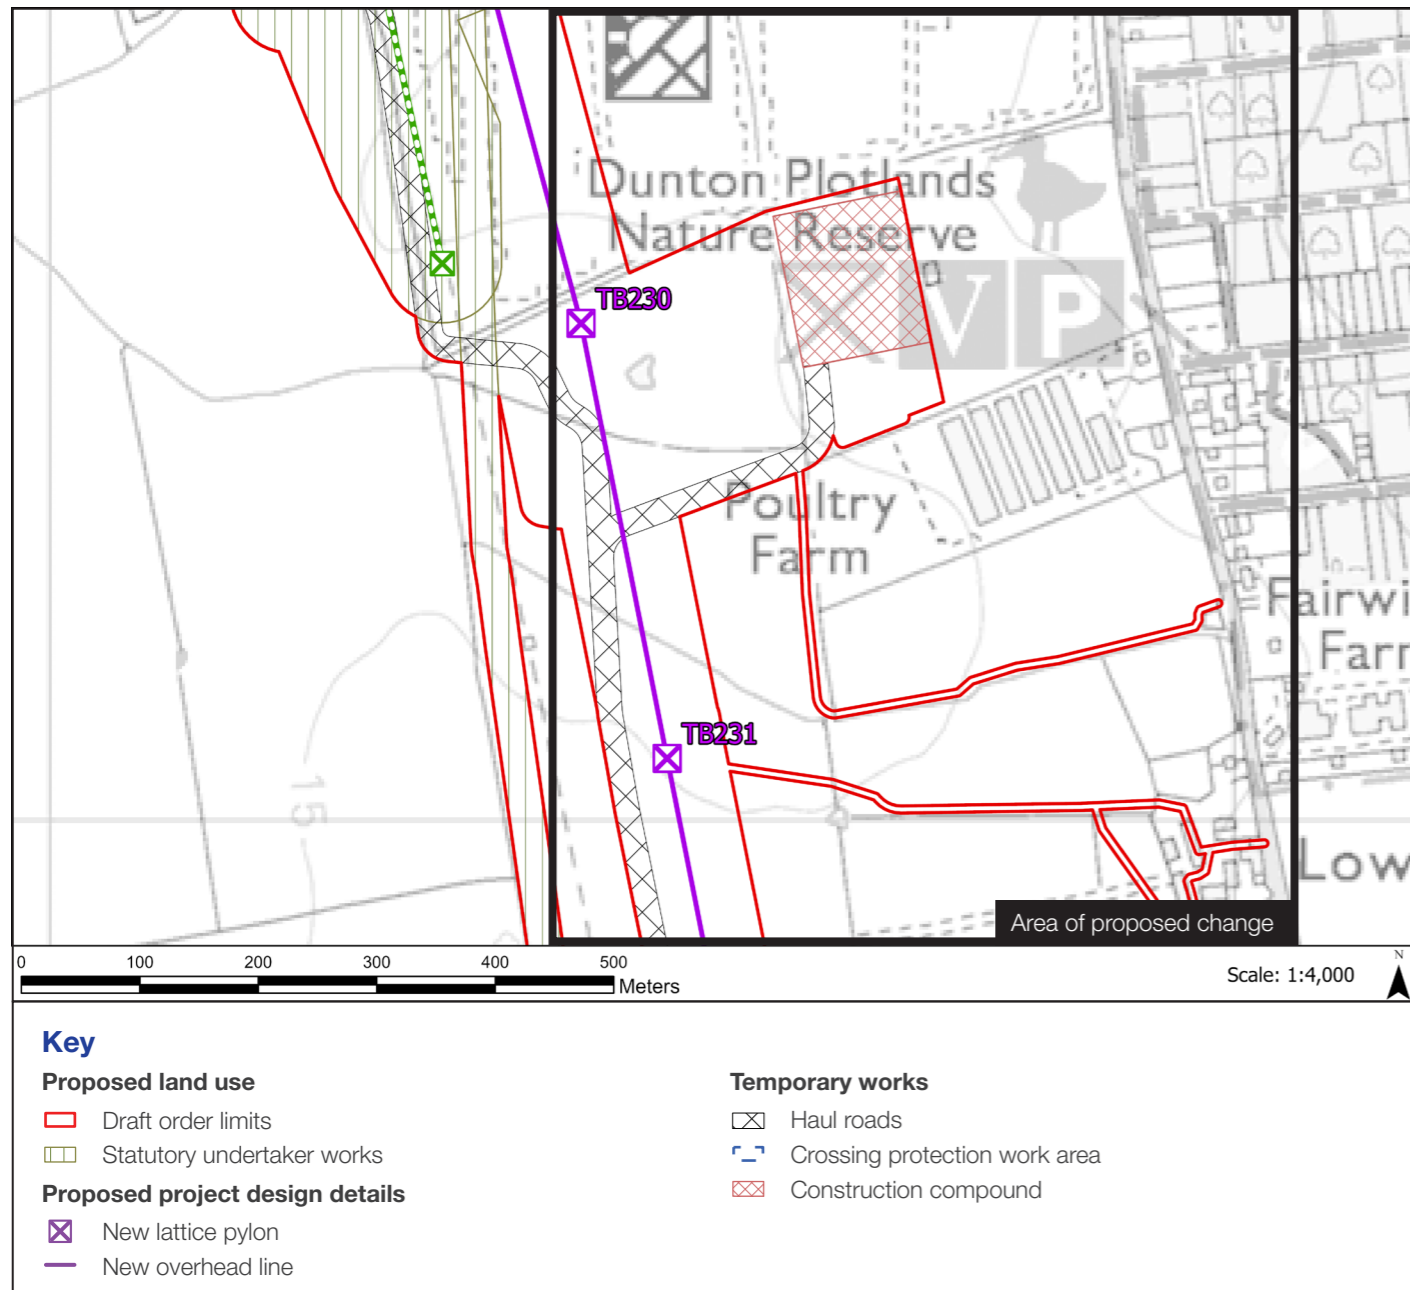 Dunton Plotlands
Nature Reserve
TB230
V P
Poultry
Farm
Fairwi
Farr
TB231
15
Low
Area of proposed change
0 100 200 300 400 500
Meters
Scale: 1:4,000
N
Key
Proposed land use
Draft order limits
Statutory undertaker works
Proposed project design details
New lattice pylon
New overhead line
Temporary works
Haul roads
Crossing protection work area
Construction compound